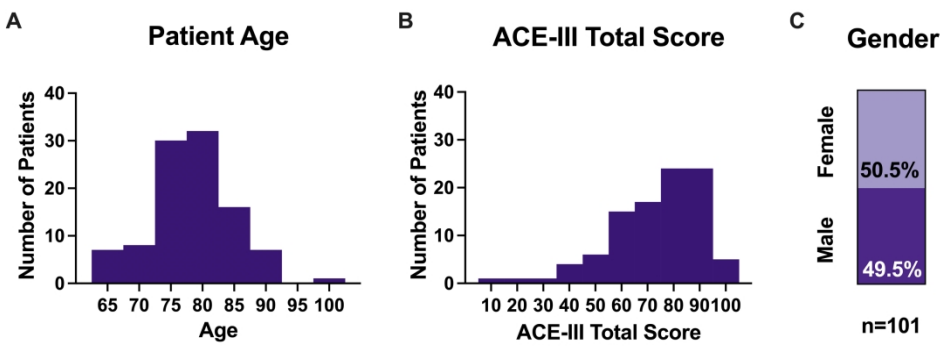 A
Patient Age
Number of Patients
40
30
20
10
0
65 70 75 80 85 90 95 100
Age
B
ACE-III Total Score
Number of Patients
40
30
20
10
0
10 20 30 40 50 60 70 80 90 100
ACE-III Total Score
C
Gender
Female
50.5%
Male
49.5%
n=101